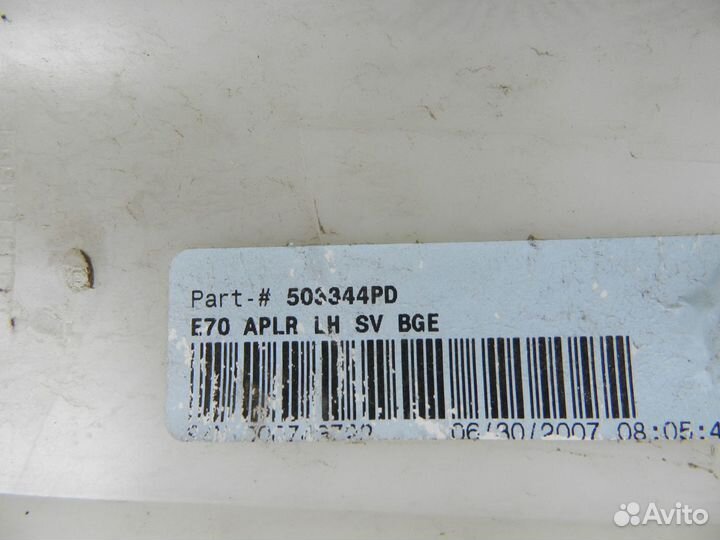 Part-# 503344PD
E70 APLR LH SV BGE
06/30/2007 08:05:4
Avito